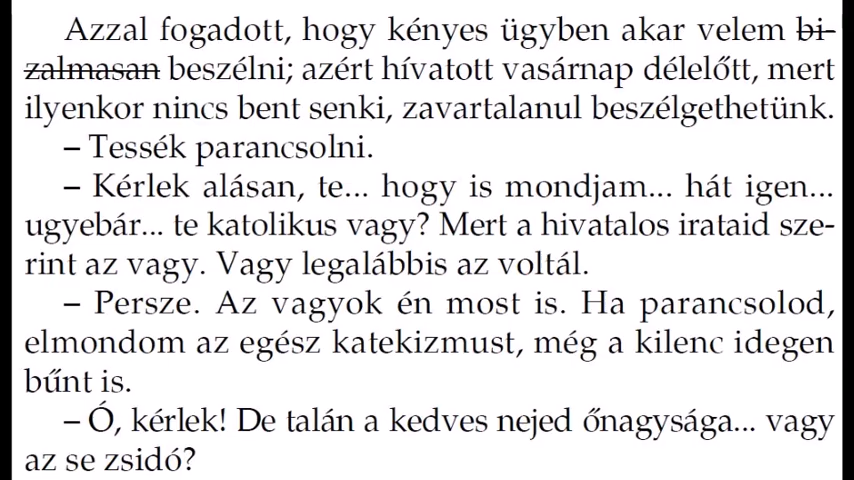 Azzal fogadott, hogy kényes ügyben akar velem bi-
zalmasan beszélni; azért hívatott vasárnap délelőtt, mert
ilyenkor nincs bent senki, zavartalanul beszélgethetünk.
– Tessék parancsolni.
– Kérlek alásan, te... hogy is mondjam... hát igen...
ugyebár... te katolikus vagy? Mert a hivatalos irataid sze-
rint az vagy. Vagy legalábbis az voltál.
– Persze. Az vagyok én most is. Ha parancsolod,
elmondom az egész katekizmust, még a kilenc idegen
bűnt is.
– Ó, kérlek! De talán a kedves nejed őnagysága... vagy
az se zsidó?